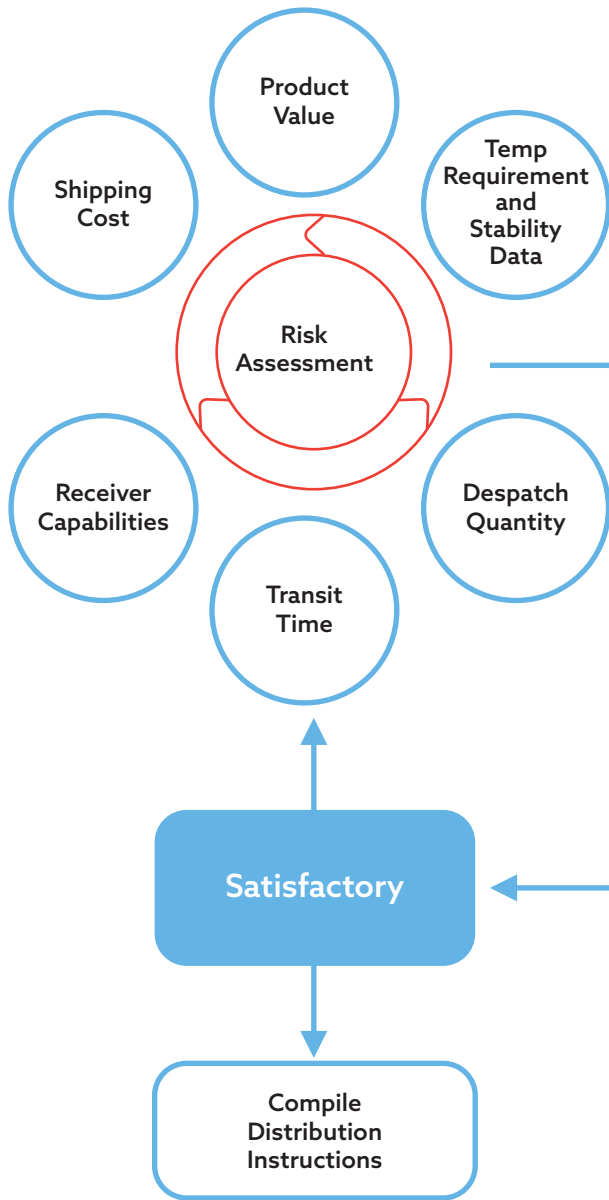 Product
Value
Shipping
Cost
Temp
Requirement
and
Stability
Data
Risk
Assessment
Receiver
Capabilities
Despatch
Quantity
Transit
Time
Satisfactory
Compile
Distribution
Instructions